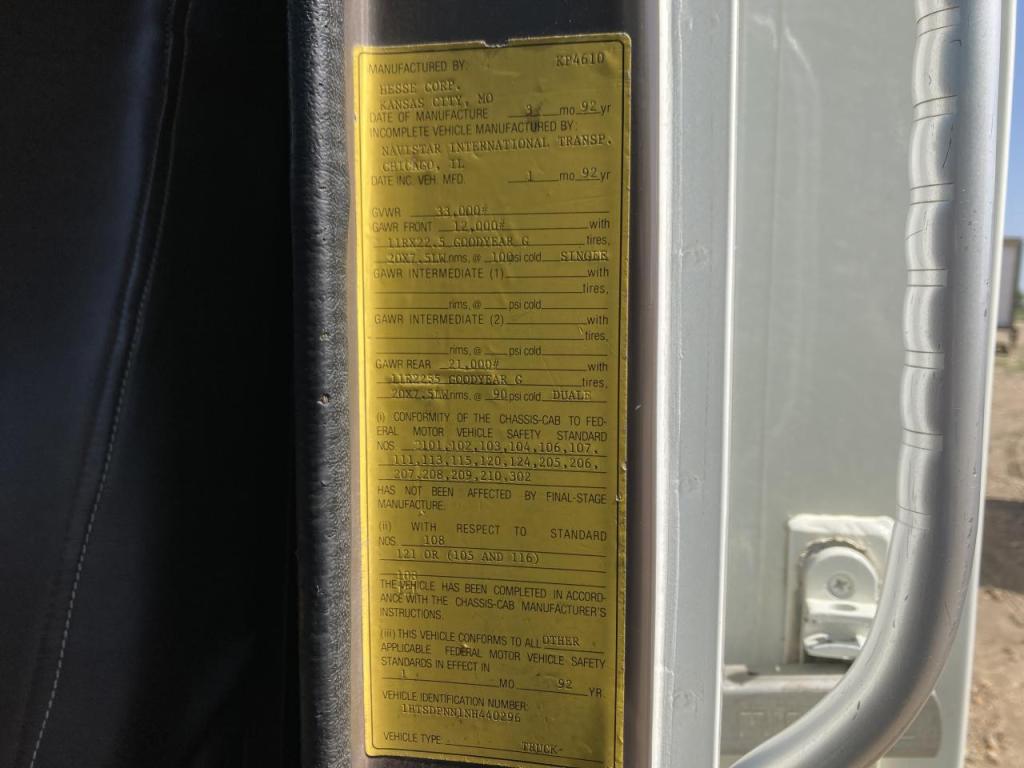 MANUFACTURED BY: KP4610
HESSE CORP.
KANSAS CITY, MO
DATE OF MANUFACTURE 3 mo 92 yr
INCOMPLETE VEHICLE MANUFACTURED BY:
NAVISTAR INTERNATIONAL TRANSP.
CHICAGO, IL
DATE INC. VEH. MFD. 1 mo 92 yr
GVWR 33,000#
GAWR FRONT 12,000# with
11RX22.5 GOODYEAR G tires,
20X7.5LW rims, @ 100 psi cold SINGLE
GAWR INTERMEDIATE (1) with
tires,
rims, @ psi cold
GAWR INTERMEDIATE (2) with
tires,
rims, @ psi cold
GAWR REAR 21,000# with
11R2255 GOODYEAR G tires,
20X7.5LW rims, @ 90 psi cold DUALE
(i) CONFORMITY OF THE CHASSIS-CAB TO FED-
ERAL MOTOR VEHICLE SAFETY STANDARD
NOS 101,102,103,104,106,107,
111,113,115,120,124,205,206,
207,208,209,210,302
HAS NOT BEEN AFFECTED BY FINAL-STAGE
MANUFACTURE.
(ii) WITH RESPECT TO STANDARD
NOS 108
121 OR (105 AND 116)
103
THE VEHICLE HAS BEEN COMPLETED IN ACCORD-
ANCE WITH THE CHASSIS-CAB MANUFACTURER'S
INSTRUCTIONS.
(iii) THIS VEHICLE CONFORMS TO ALL OTHER
APPLICABLE FEDERAL MOTOR VEHICLE SAFETY
STANDARDS IN EFFECT IN
1 MO 92 YR.
VEHICLE IDENTIFICATION NUMBER:
1HTSDPNN1NH440296
VEHICLE TYPE TRUCK-